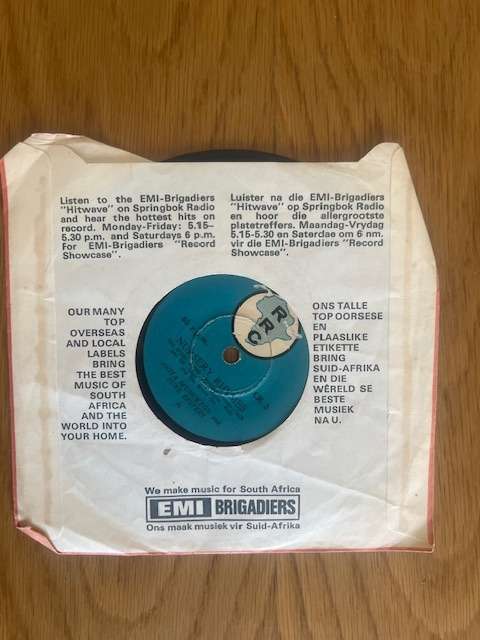 Listen to the EMI-Brigadiers
"Hitwave" on Springbok Radio
and hear the hottest hits on
record. Monday-Friday: 5.15–
5.30 p.m. and Saturdays 6 p.m.
For EMI-Brigadiers "Record
Showcase".
Luister na die EMI-Brigadiers
"Hitwave" op Springbok Radio
en hoor die allergrootste
platetreffers. Maandag-Vrydag
5.15-5.30 en Saterdae om 6 nm.
vir die EMI-Brigadiers "Record
Showcase".
OUR MANY
TOP
OVERSEAS
AND LOCAL
LABELS
BRING
THE BEST
MUSIC OF
SOUTH
AFRICA
AND THE
WORLD INTO
YOUR HOME.
ONS TALLE
TOP OORSESE
EN
PLAASLIKE
ETIKETTE
BRING
SUID-AFRIKA
EN DIE
WÊRELD SE
BESTE
MUSIEK
NA U.
RRC
We make music for South Africa
EMI BRIGADIERS
Ons maak musiek vir Suid-Afrika